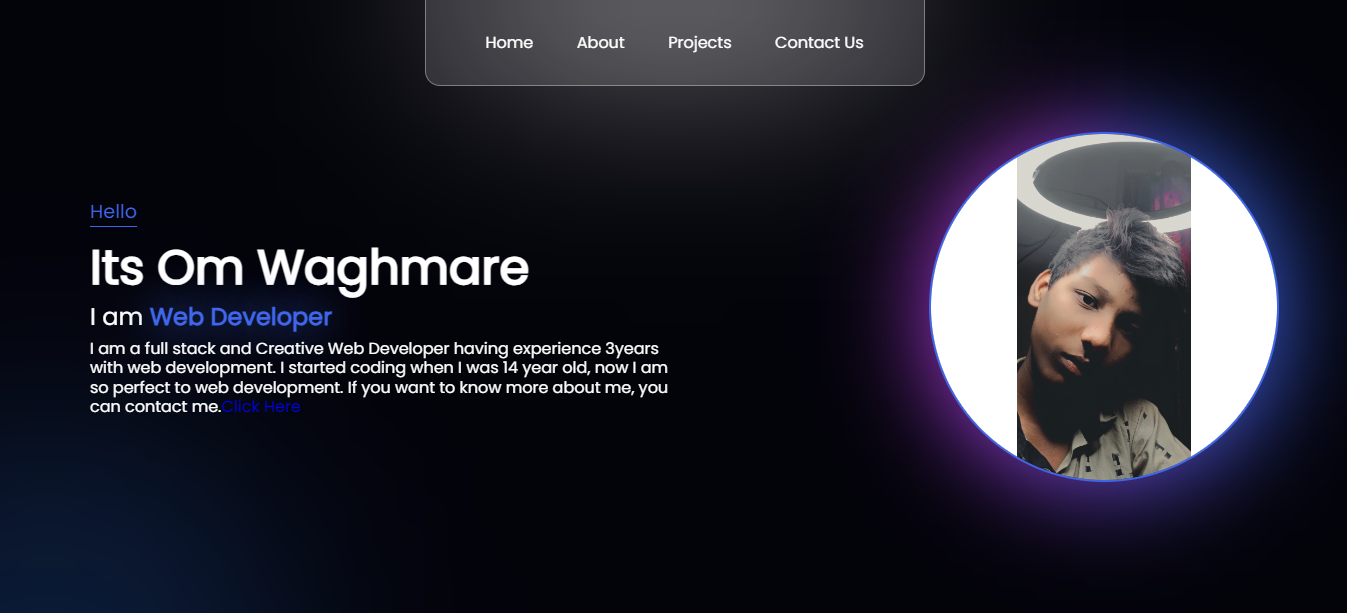 Home About Projects Contact Us
Hello
Its Om Waghmare
I am Web Developer
I am a full stack and Creative Web Developer having experience 3years
with web development. I started coding when I was 14 year old, now I am
so perfect to web development. If you want to know more about me, you
can contact me.Click Here